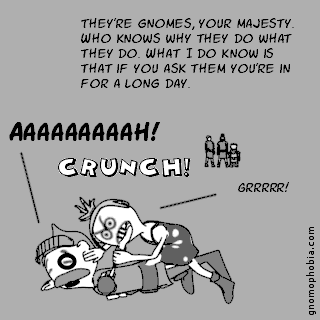 THEY'RE GNOMES, YOUR MAJESTY.
WHO KNOWS WHY THEY DO WHAT
THEY DO. WHAT I DO KNOW IS
THAT IF YOU ASK THEM YOU'RE IN
FOR A LONG DAY.
AAAAAAAAAH!
CRUNCH!
GRRRRR!
gnomophobia.com